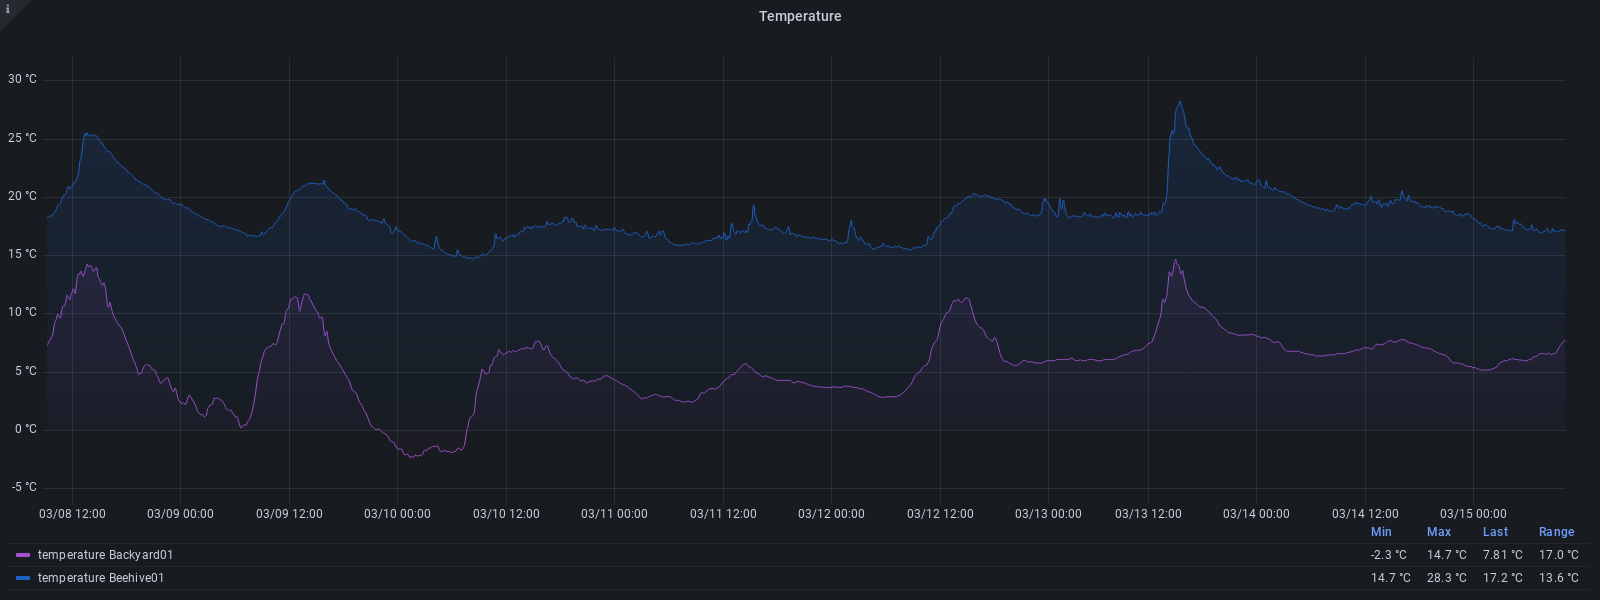 i
Temperature
30 °C
25 °C
20 °C
15 °C
10 °C
5 °C
0 °C
-5 °C
03/08 12:00 03/09 00:00 03/09 12:00 03/10 00:00 03/10 12:00 03/11 00:00 03/11 12:00 03/12 00:00 03/12 12:00 03/13 00:00 03/13 12:00 03/14 00:00 03/14 12:00 03/15 00:00
Min Max Last Range
temperature Backyard01 -2.3 °C 14.7 °C 7.81 °C 17.0 °C
temperature Beehive01 14.7 °C 28.3 °C 17.2 °C 13.6 °C